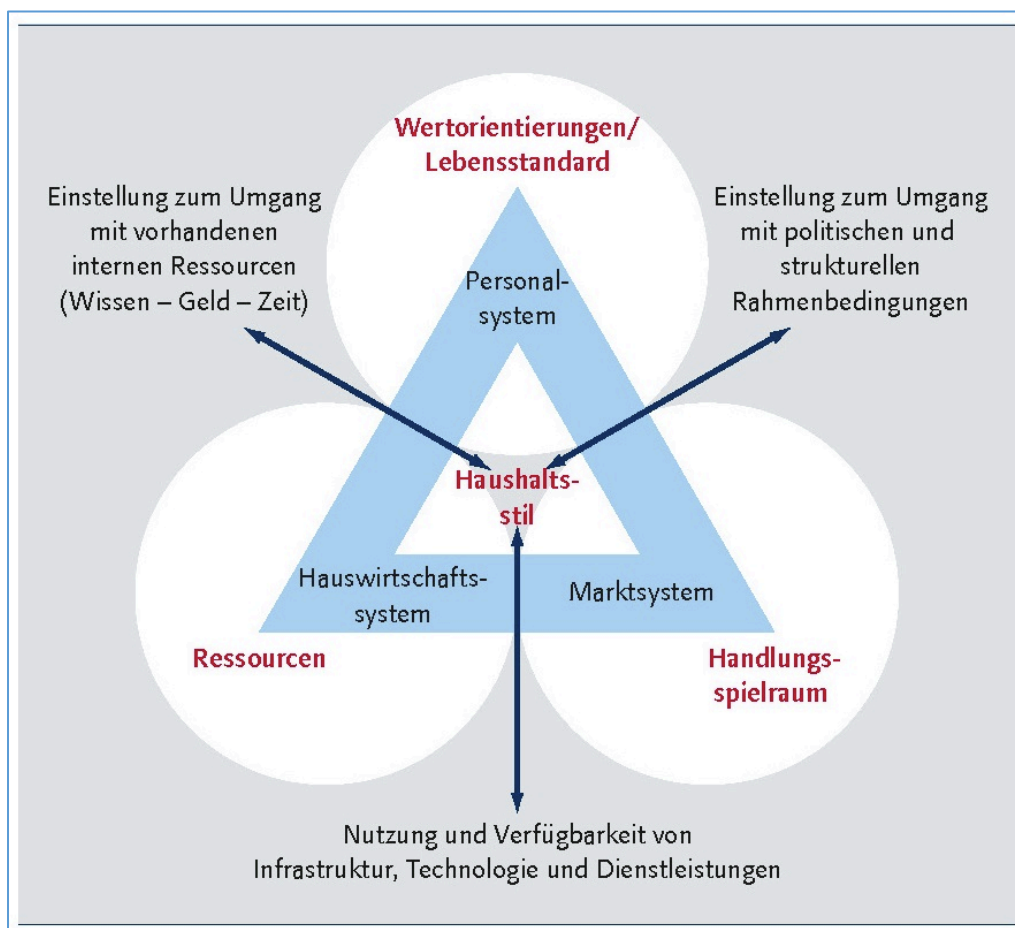 Wertorientierungen/
Lebensstandard
Einstellung zum Umgang
mit vorhandenen
internen Ressourcen
(Wissen – Geld – Zeit)
Einstellung zum Umgang
mit politischen und
strukturellen
Rahmenbedingungen
Personal-
system
Haushalts-
stil
Hauswirtschafts-
system
Marktsystem
Ressourcen
Handlungs-
spielraum
Nutzung und Verfügbarkeit von
Infrastruktur, Technologie und Dienstleistungen